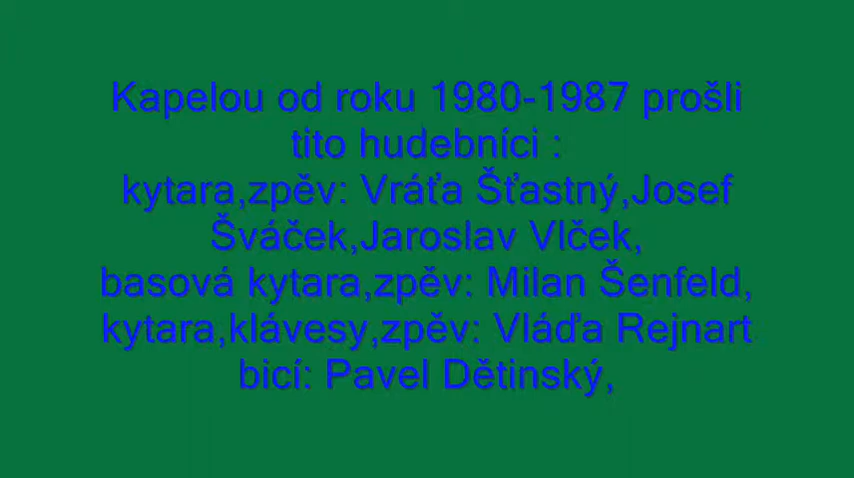 Kapelou od roku 1980-1987 prošli
tito hudebníci :
kytara,zpěv: Vráťa Šťastný,Josef
Šváček,Jaroslav Vlček,
basová kytara,zpěv: Milan Šenfeld,
kytara,klávesy,zpěv: Vláďa Rejnart
bicí: Pavel Dětinský,